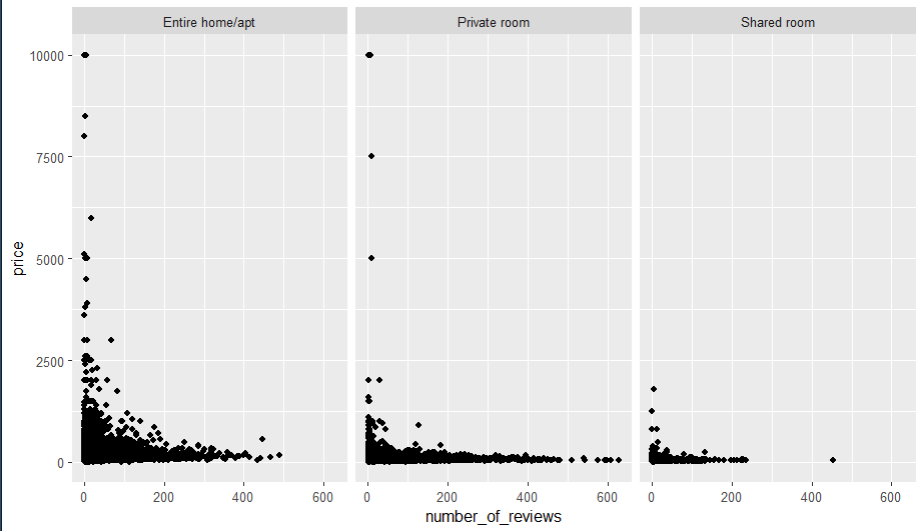 Entire home/apt
Private room
Shared room
10000
7500
5000
2500
0
price
0 200 400 600
0 200 400 600
0 200 400 600
number_of_reviews